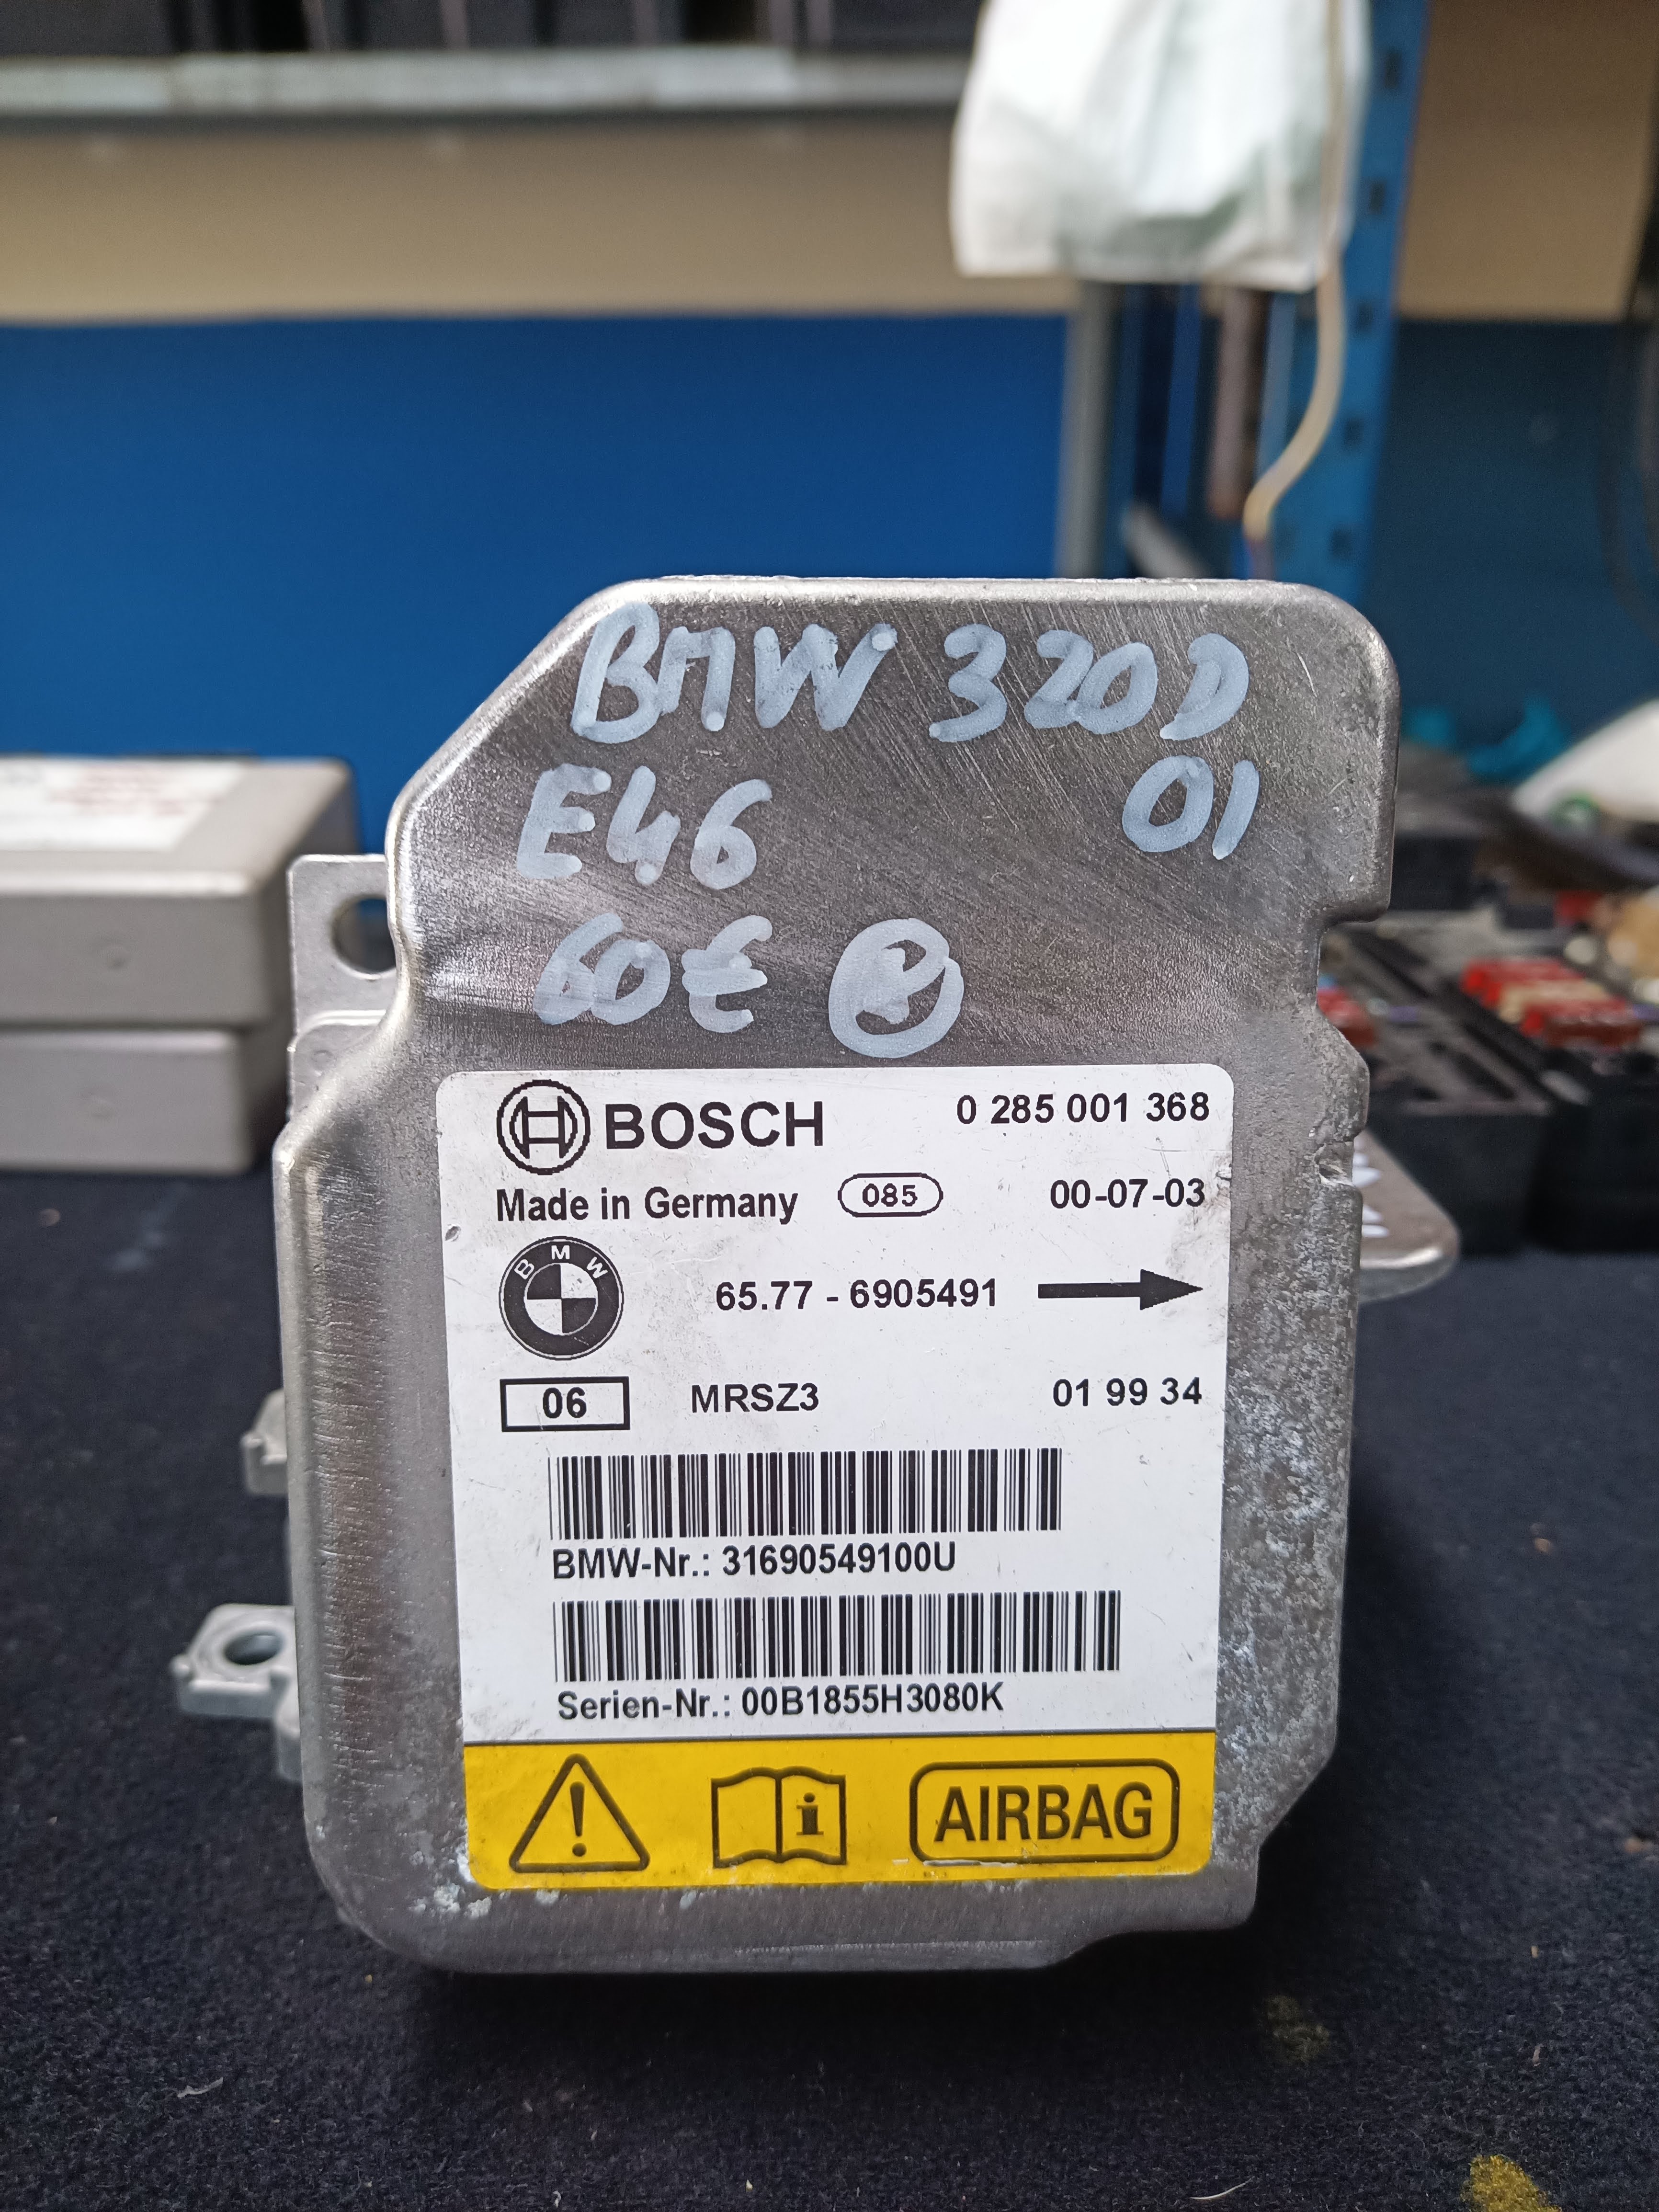 BMW 320D
E46 01
60€
BOSCH 0 285 001 368
Made in Germany 085 00-07-03
BMW
65.77 - 6905491
06 MRSZ3 01 99 34
BMW-Nr.: 31690549100U
Serien-Nr.: 00B1855H3080K
AIRBAG